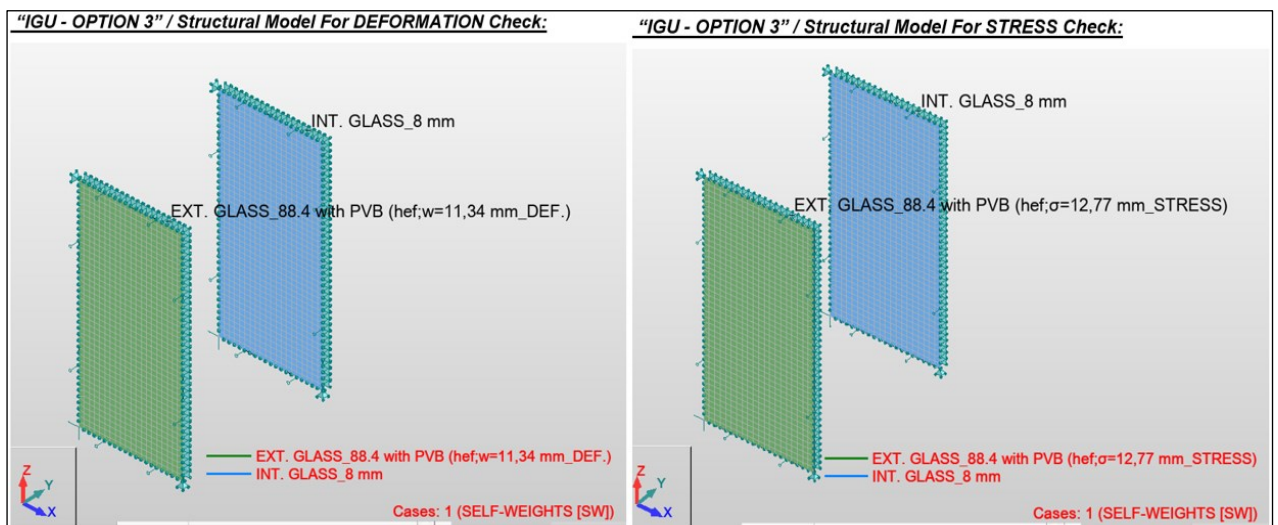 "IGU - OPTION 3" / Structural Model For DEFORMATION Check:
INT. GLASS_8 mm
EXT. GLASS_88.4 with PVB (hef;w=11,34 mm_DEF.)
EXT. GLASS_88.4 with PVB (hef;w=11,34 mm_DEF.)
INT. GLASS_8 mm
Z
Y
X
Cases: 1 (SELF-WEIGHTS [SW])
"IGU - OPTION 3" / Structural Model For STRESS Check:
INT. GLASS_8 mm
EXT. GLASS_88.4 with PVB (hef;σ=12,77 mm_STRESS)
EXT. GLASS_88.4 with PVB (hef;σ=12,77 mm_STRESS)
INT. GLASS_8 mm
Z
Y
X
Cases: 1 (SELF-WEIGHTS [SW])